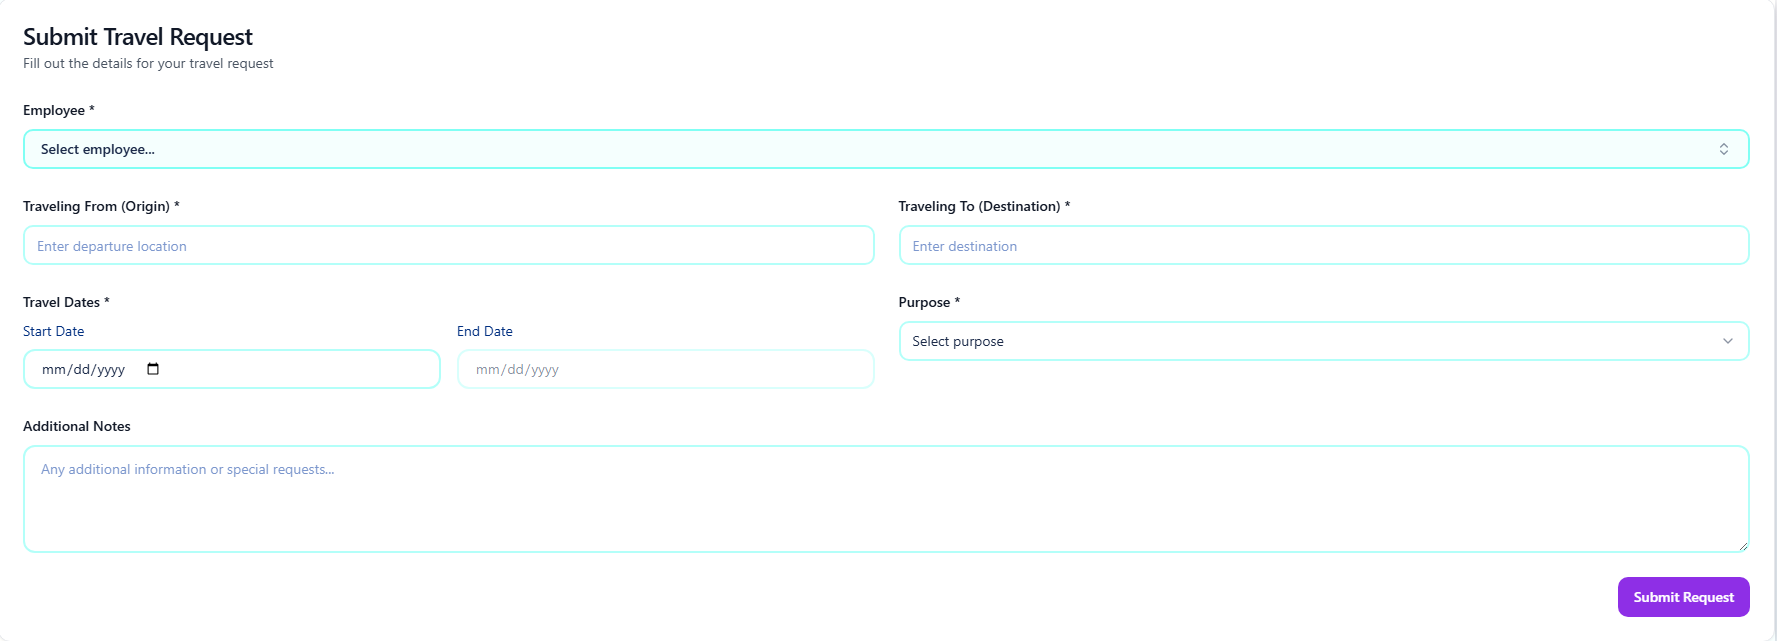 Submit Travel Request
Fill out the details for your travel request
Employee *
Select employee...
Traveling From (Origin) *
Enter departure location
Traveling To (Destination) *
Enter destination
Travel Dates *
Start Date
mm/dd/yyyy
End Date
mm/dd/yyyy
Purpose *
Select purpose
Additional Notes
Any additional information or special requests...
Submit Request